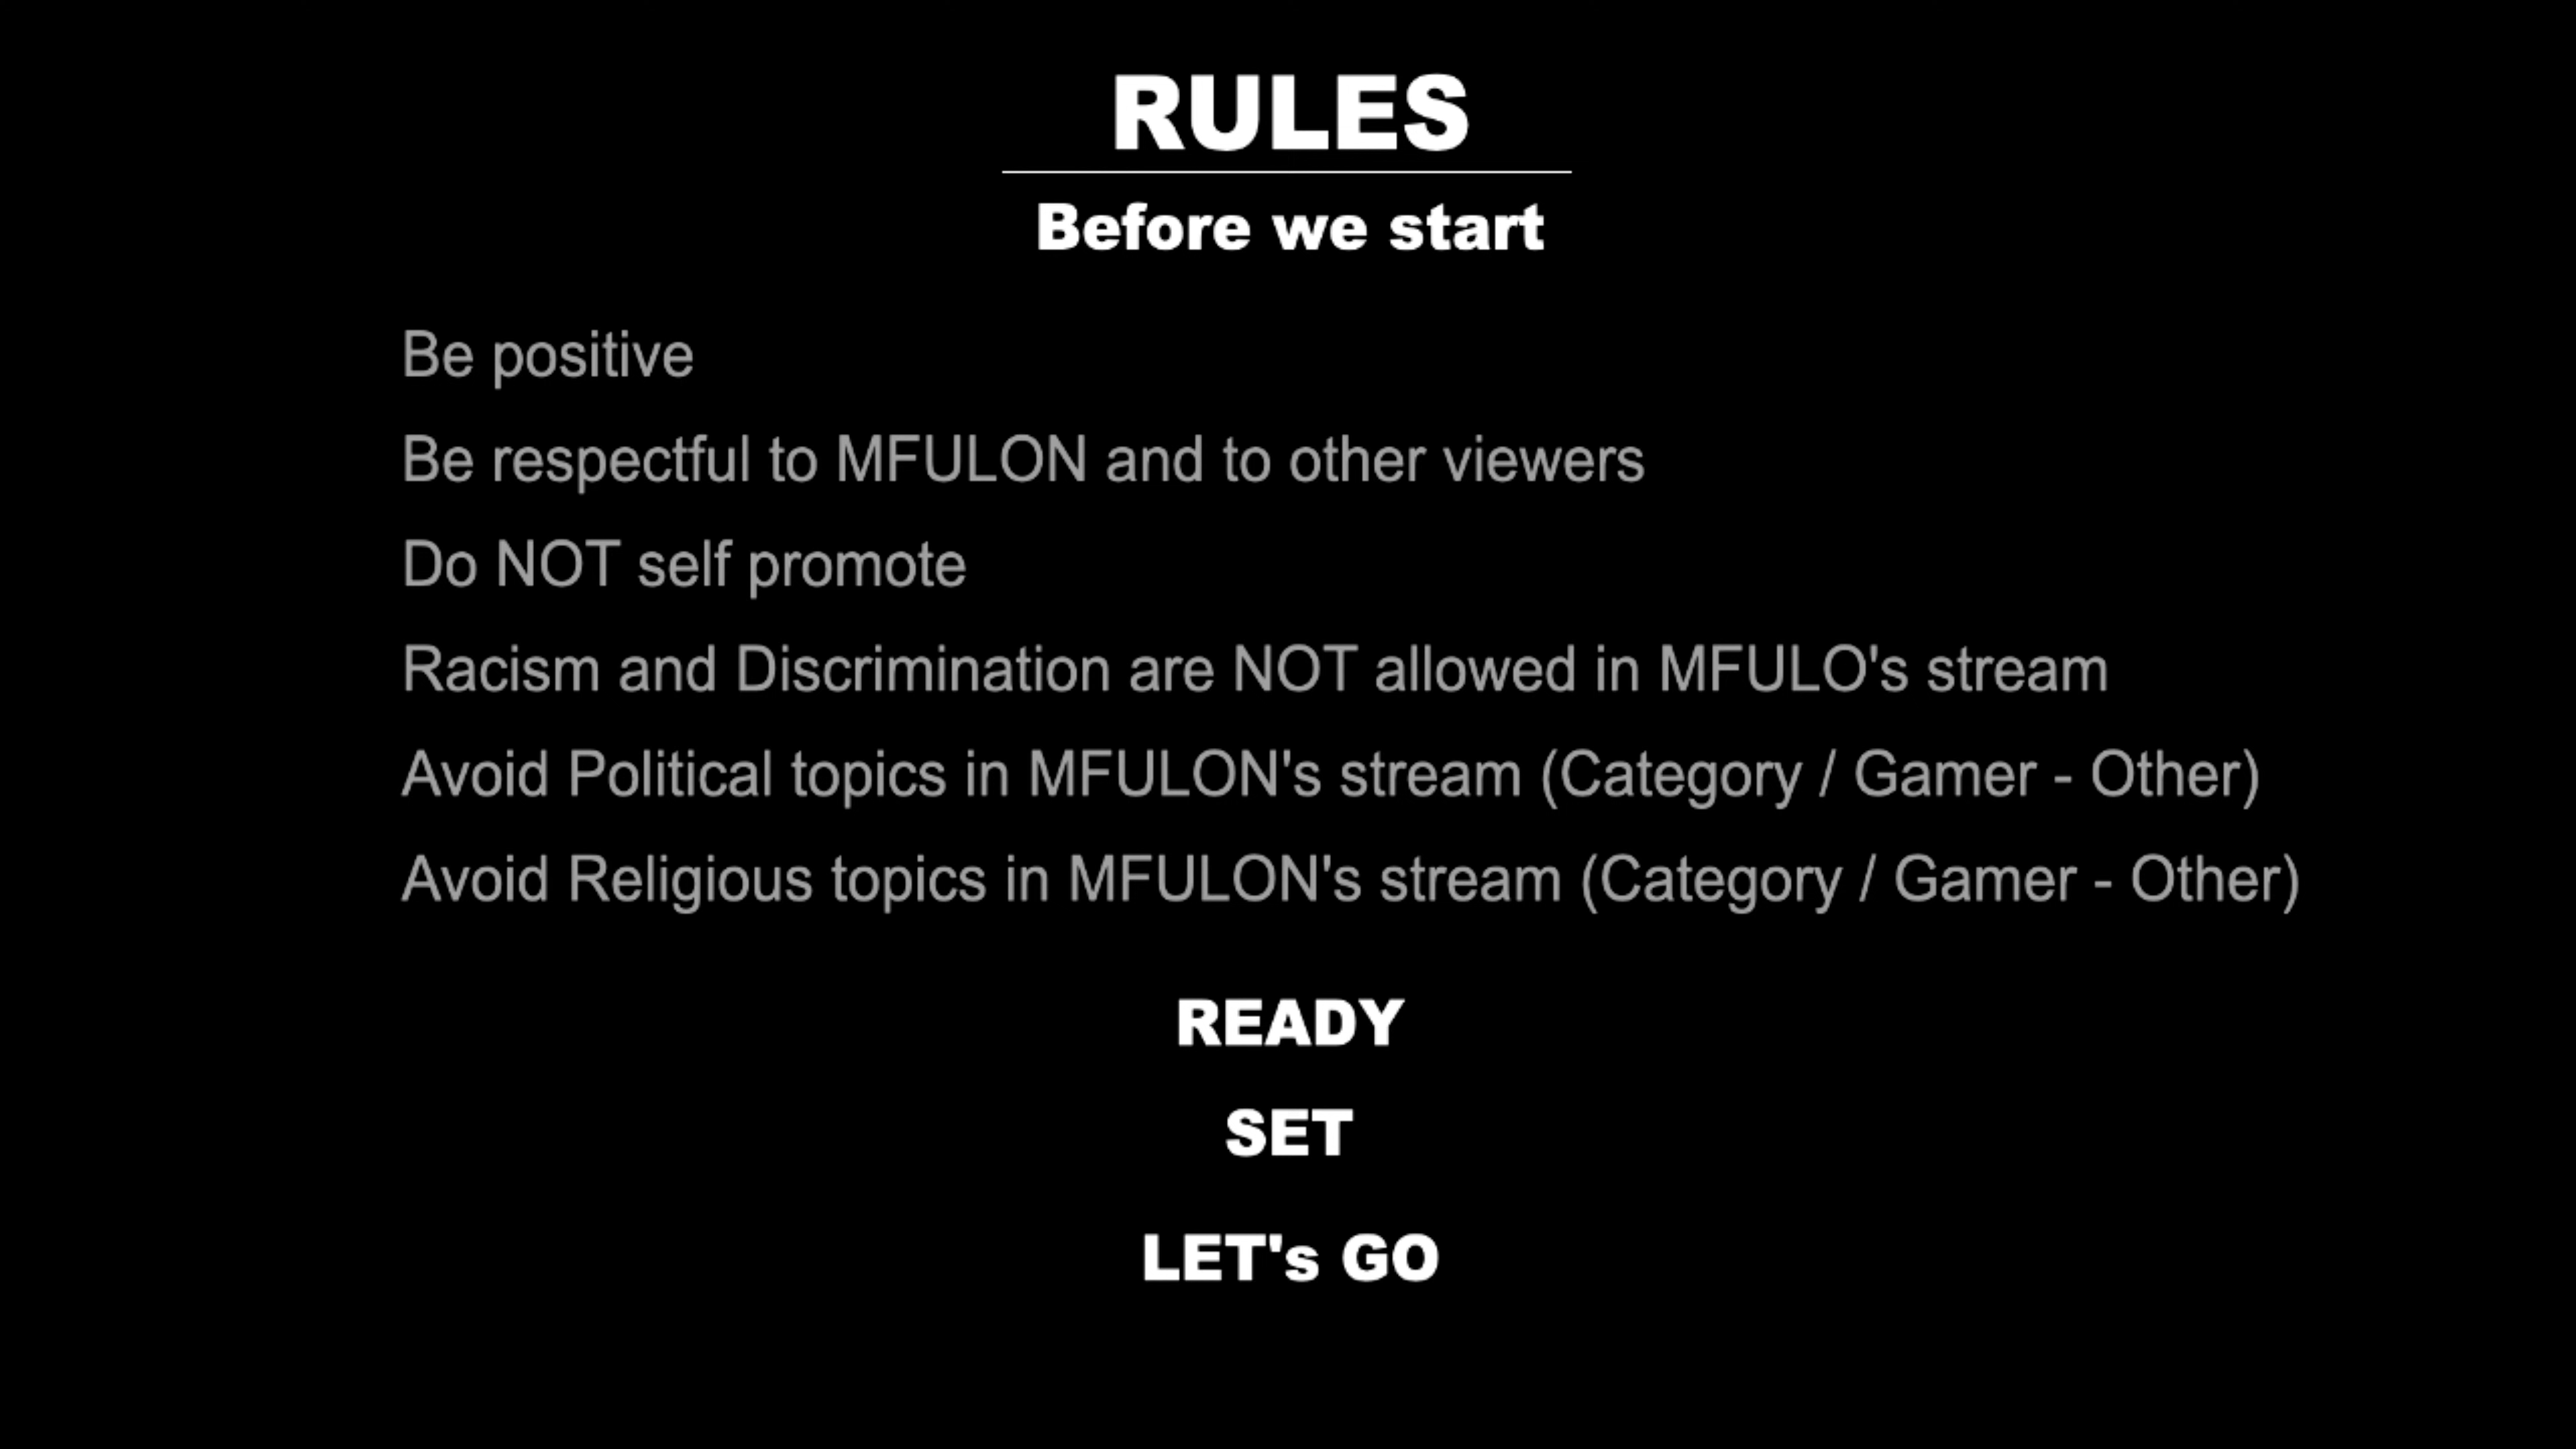 RULES
Before we start
Be positive
Be respectful to MFULON and to other viewers
Do NOT self promote
Racism and Discrimination are NOT allowed in MFULO's stream
Avoid Political topics in MFULON's stream (Category / Gamer - Other)
Avoid Religious topics in MFULON's stream (Category / Gamer - Other)
READY
SET
LET's GO